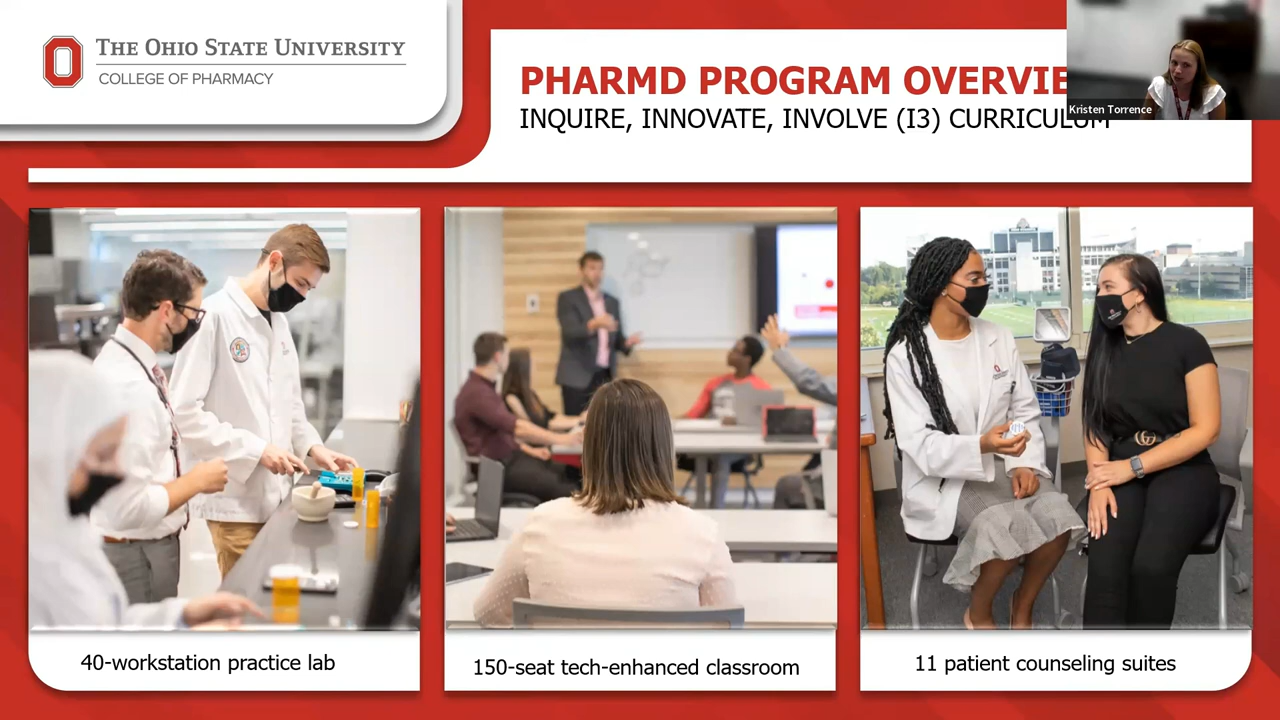 THE OHIO STATE UNIVERSITY
COLLEGE OF PHARMACY
PHARMD PROGRAM OVERVIE
INQUIRE, INNOVATE, INVOLVE (I3) CURRICULUM
Kristen Torrence
40-workstation practice lab
150-seat tech-enhanced classroom
11 patient counseling suites